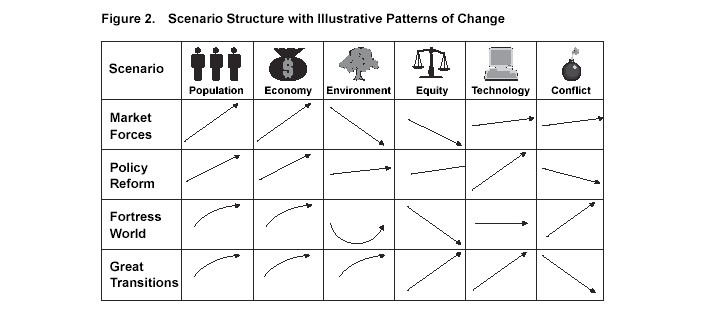 Figure 2. Scenario Structure with Illustrative Patterns of Change
Scenario
$
Population Economy Environment Equity Technology Conflict
Market
Forces
Policy
Reform
Fortress
World
Great
Transitions